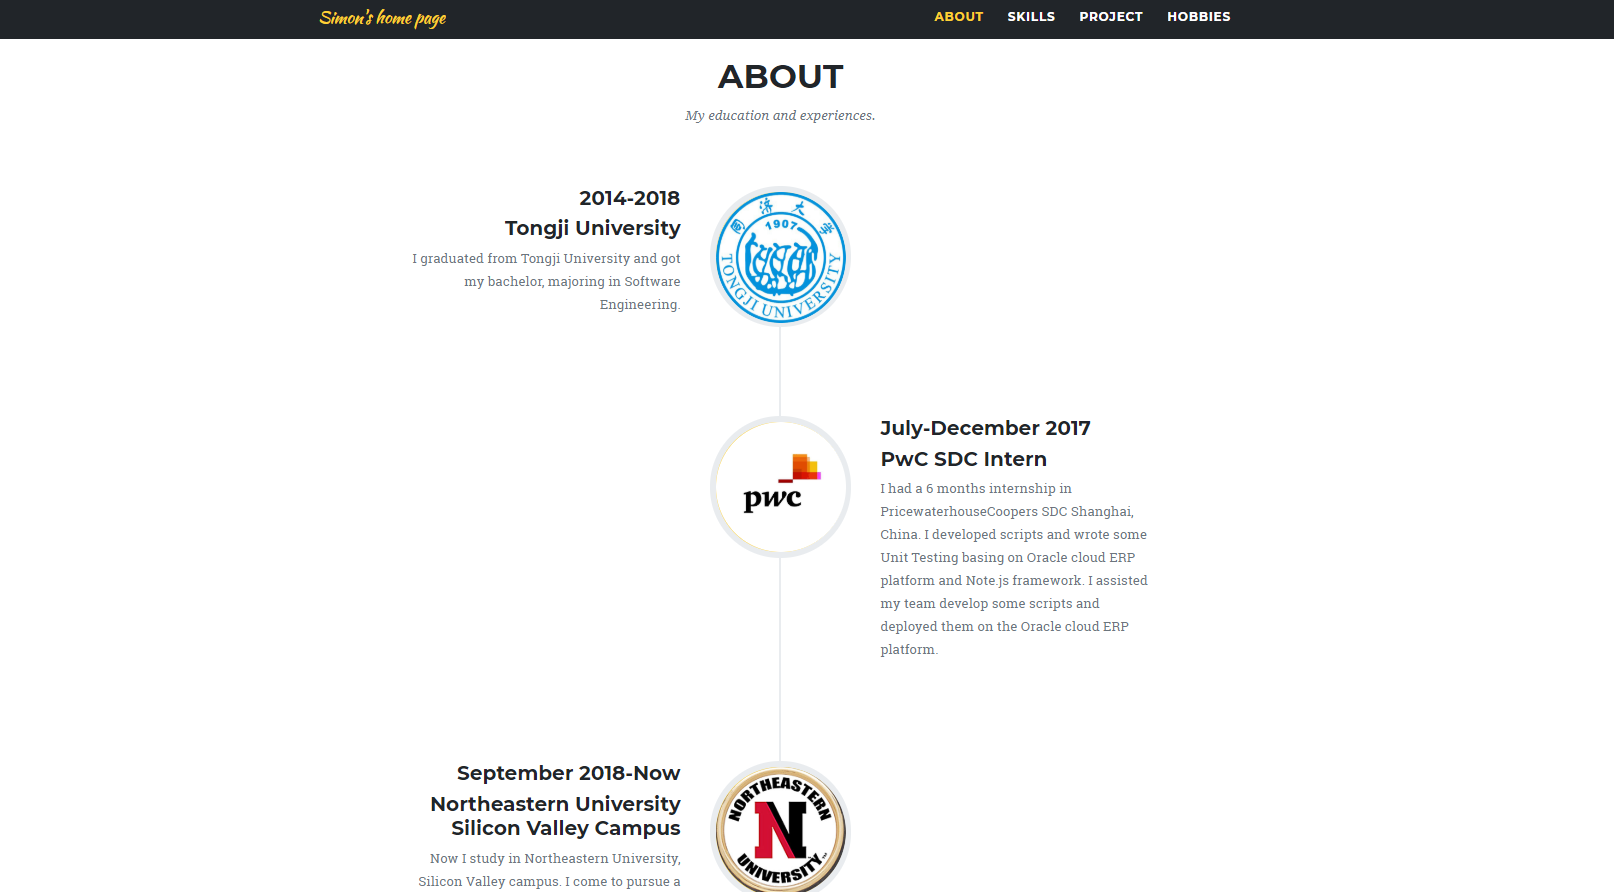 Simon's home page
ABOUT
SKILLS
PROJECT
HOBBIES
ABOUT
My education and experiences.
2014-2018
Tongji University
I graduated from Tongji University and got
my bachelor, majoring in Software
Engineering.
同濟大學
1907
TONGJI UNIVERSITY
July-December 2017
PwC SDC Intern
I had a 6 months internship in
PricewaterhouseCoopers SDC Shanghai,
China. I developed scripts and wrote some
Unit Testing basing on Oracle cloud ERP
platform and Note.js framework. I assisted
my team develop some scripts and
deployed them on the Oracle cloud ERP
platform.
pwc
September 2018-Now
Northeastern University
Silicon Valley Campus
Now I study in Northeastern University,
Silicon Valley campus. I come to pursue a
NORTHEASTERN
N
UNIVERSITY